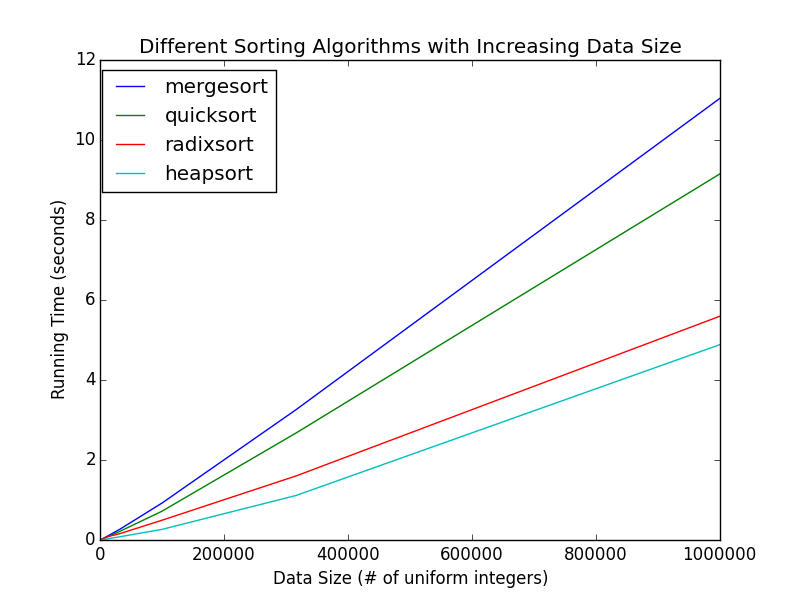 Different Sorting Algorithms with Increasing Data Size
12
10
8
6
4
2
0
mergesort
quicksort
radixsort
heapsort
Running Time (seconds)
0 200000 400000 600000 800000 1000000
Data Size (# of uniform integers)